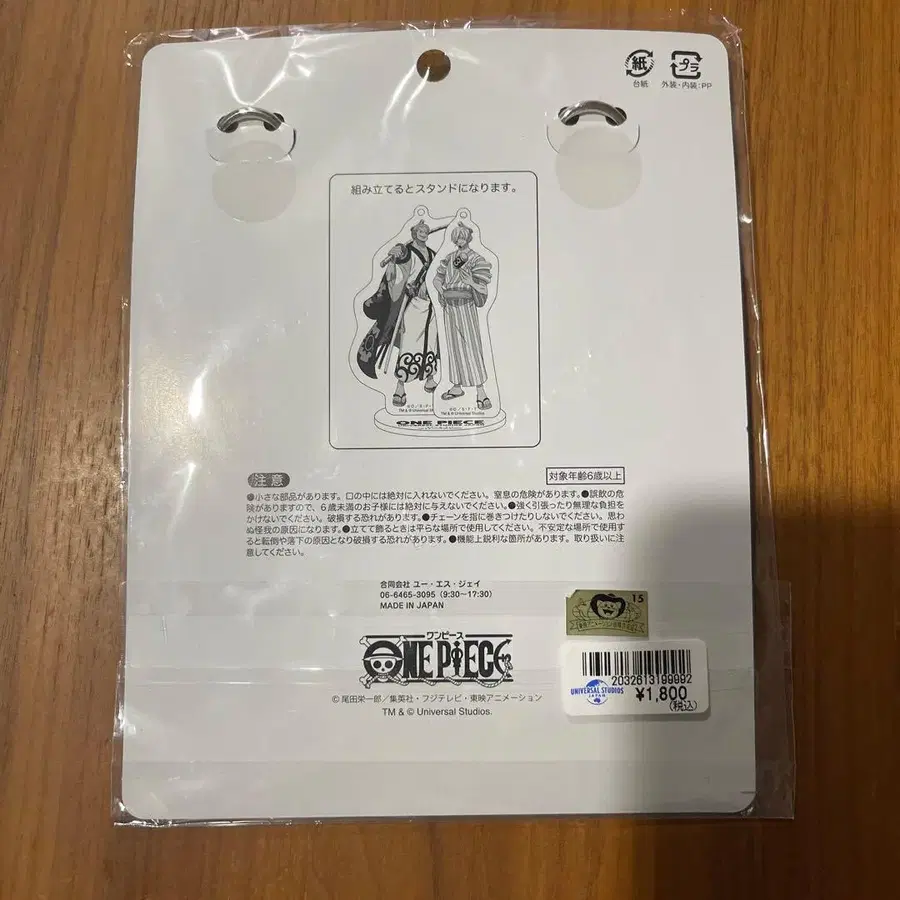 紙
プラ
台紙
外装・内装:PP
組み立てるとスタンドになります。
TM & © Universal Studios
TM & © Universal Studios
ONE PIECE
注意
対象年齢6歳以上
●小さな部品があります。口の中には絶対に入れないでください。窒息の危険があります。●誤飲の危
険がありますので、6歳未満のお子様には絶対に与えないでください。●強く引張ったり無理な負担を
かけないでください。破損する恐れがあります。●チェーンを指に巻きつけたりしないでください。思わ
ぬ怪我の原因になります。●立てて飾るときは平らな場所で使用してください。不安定な場所で使用す
ると転倒や落下の原因となり破損する恐れがあります。●機能上鋭利な箇所があります。取り扱いに注
意してください。
合同会社 ユー・エス・ジェイ
06-6465-3095（9:30〜17:30）
MADE IN JAPAN
15
ワンピース
ONE PIECE
© 尾田栄一郎／集英社・フジテレビ・東映アニメーション
TM & © Universal Studios.
2032613199992
UNIVERSAL STUDIOS
JAPAN
¥1,800
(税込)